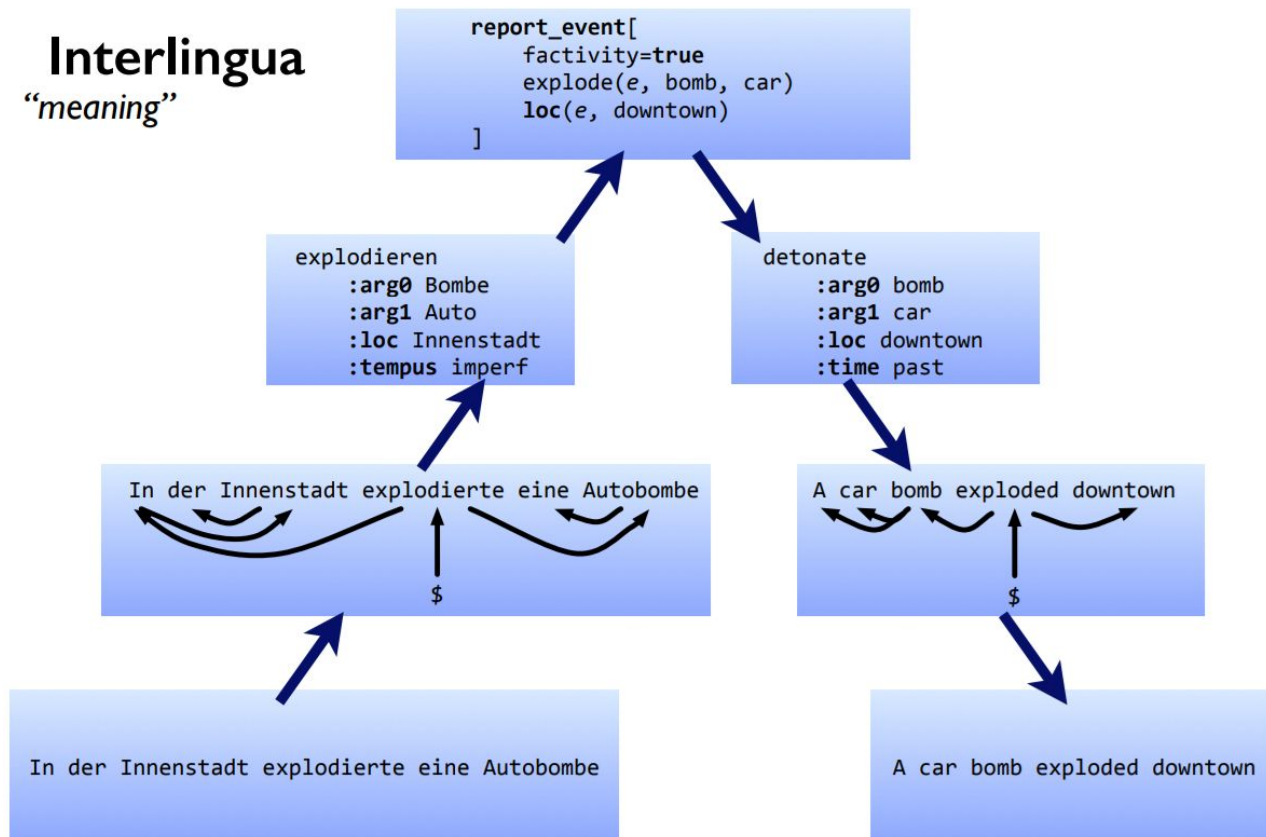 Interlingua
“meaning”
report_event[
factivity=true
explode(e, bomb, car)
loc(e, downtown)
]
explodieren
:arg0 Bombe
:arg1 Auto
:loc Innenstadt
:tempus imperf
detonate
:arg0 bomb
:arg1 car
:loc downtown
:time past
In der Innenstadt explodierte eine Autobombe
$
A car bomb exploded downtown
$
In der Innenstadt explodierte eine Autobombe
A car bomb exploded downtown